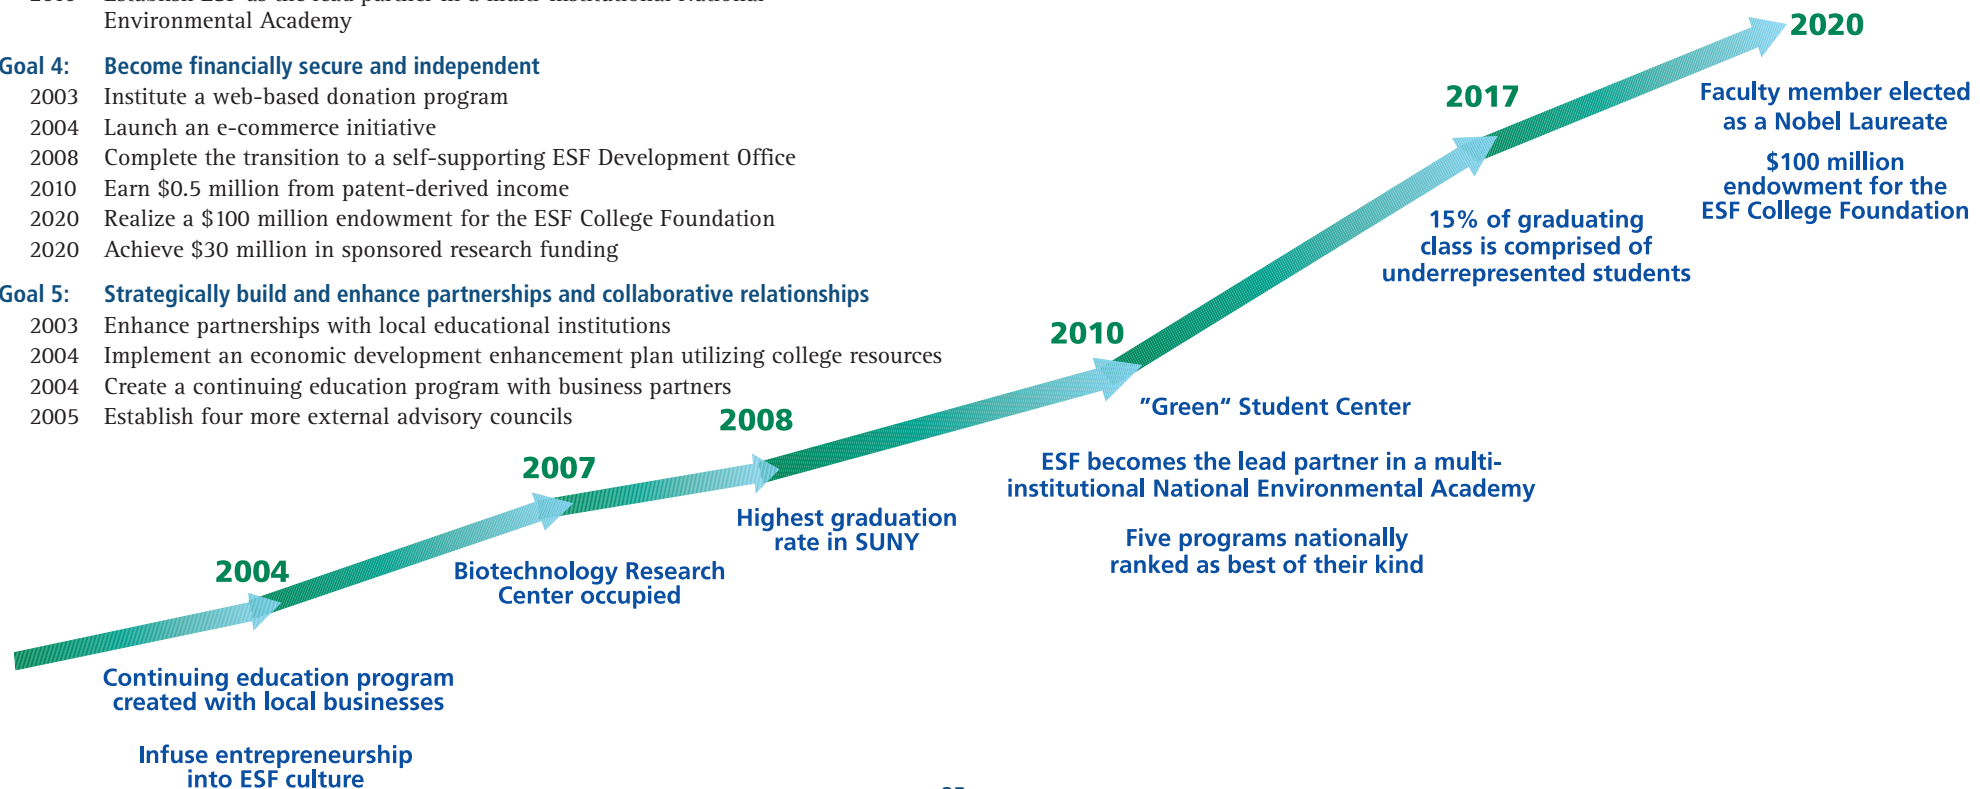 Environmental Academy
Goal 4: Become financially secure and independent
2003 Institute a web-based donation program
2004 Launch an e-commerce initiative
2008 Complete the transition to a self-supporting ESF Development Office
2010 Earn $0.5 million from patent-derived income
2020 Realize a $100 million endowment for the ESF College Foundation
2020 Achieve $30 million in sponsored research funding
Goal 5: Strategically build and enhance partnerships and collaborative relationships
2003 Enhance partnerships with local educational institutions
2004 Implement an economic development enhancement plan utilizing college resources
2004 Create a continuing education program with business partners
2005 Establish four more external advisory councils
2004
Continuing education program
created with local businesses
Infuse entrepreneurship
into ESF culture
2007
Biotechnology Research
Center occupied
2008
Highest graduation
rate in SUNY
2010
"Green" Student Center
ESF becomes the lead partner in a multi-
institutional National Environmental Academy
Five programs nationally
ranked as best of their kind
2017
15% of graduating
class is comprised of
underrepresented students
2020
Faculty member elected
as a Nobel Laureate
$100 million
endowment for the
ESF College Foundation